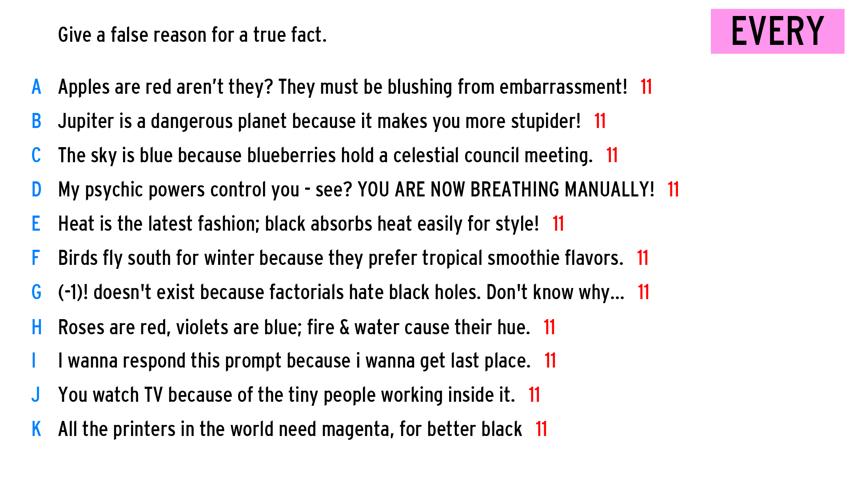 Give a false reason for a true fact.
EVERY
A Apples are red aren't they? They must be blushing from embarrassment! 11
B Jupiter is a dangerous planet because it makes you more stupider! 11
C The sky is blue because blueberries hold a celestial council meeting. 11
D My psychic powers control you - see? YOU ARE NOW BREATHING MANUALLY! 11
E Heat is the latest fashion; black absorbs heat easily for style! 11
F Birds fly south for winter because they prefer tropical smoothie flavors. 11
G (-1)! doesn't exist because factorials hate black holes. Don't know why... 11
H Roses are red, violets are blue; fire & water cause their hue. 11
I I wanna respond this prompt because i wanna get last place. 11
J You watch TV because of the tiny people working inside it. 11
K All the printers in the world need magenta, for better black 11